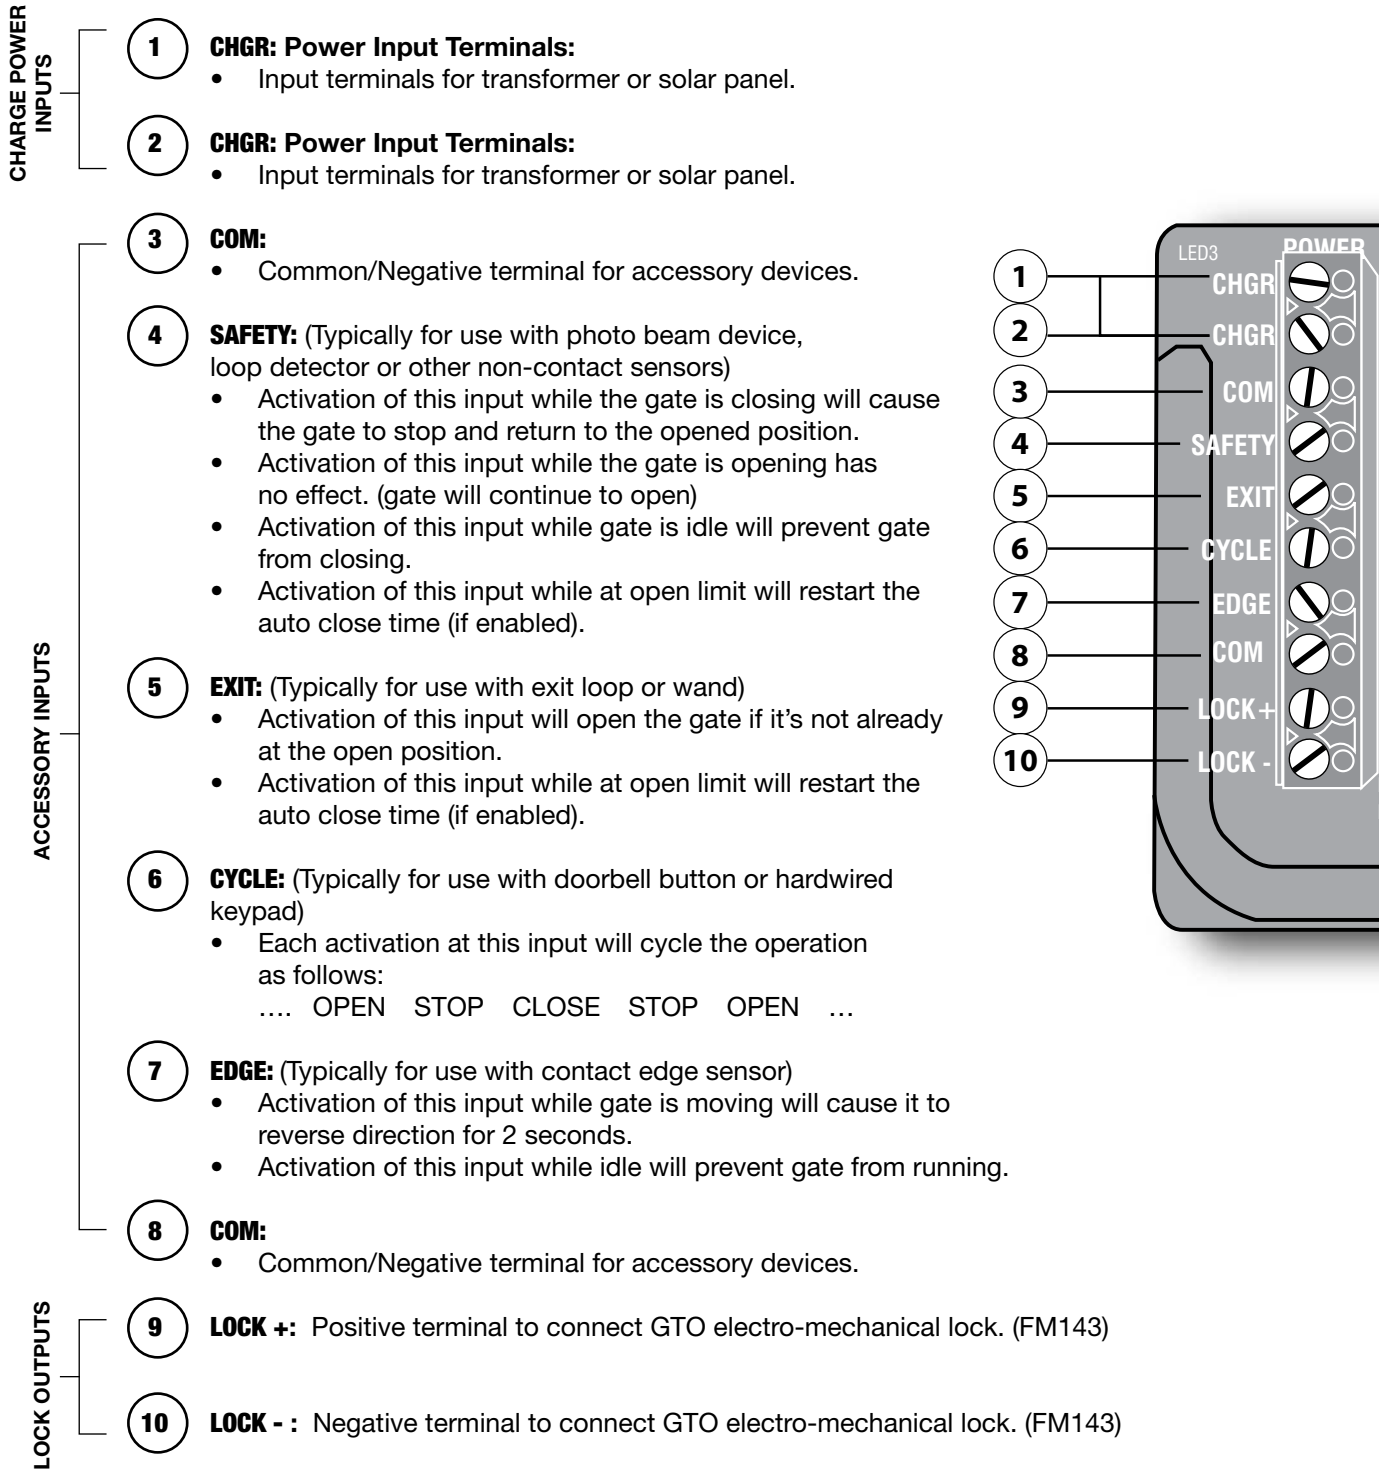 CHARGE POWER
INPUTS
1 CHGR: Power Input Terminals:
• Input terminals for transformer or solar panel.
2 CHGR: Power Input Terminals:
• Input terminals for transformer or solar panel.
ACCESSORY INPUTS
3 COM:
• Common/Negative terminal for accessory devices.
4 SAFETY: (Typically for use with photo beam device,
loop detector or other non-contact sensors)
• Activation of this input while the gate is closing will cause
the gate to stop and return to the opened position.
• Activation of this input while the gate is opening has
no effect. (gate will continue to open)
• Activation of this input while gate is idle will prevent gate
from closing.
• Activation of this input while at open limit will restart the
auto close time (if enabled).
5 EXIT: (Typically for use with exit loop or wand)
• Activation of this input will open the gate if it's not already
at the open position.
• Activation of this input while at open limit will restart the
auto close time (if enabled).
6 CYCLE: (Typically for use with doorbell button or hardwired
keypad)
• Each activation at this input will cycle the operation
as follows:
.... OPEN STOP CLOSE STOP OPEN ...
7 EDGE: (Typically for use with contact edge sensor)
• Activation of this input while gate is moving will cause it to
reverse direction for 2 seconds.
• Activation of this input while idle will prevent gate from running.
8 COM:
• Common/Negative terminal for accessory devices.
LOCK OUTPUTS
9 LOCK +: Positive terminal to connect GTO electro-mechanical lock. (FM143)
10 LOCK - : Negative terminal to connect GTO electro-mechanical lock. (FM143)
LED3 POWER
1 CHGR
2 CHGR
3 COM
4 SAFETY
5 EXIT
6 CYCLE
7 EDGE
8 COM
9 LOCK+
10 LOCK -